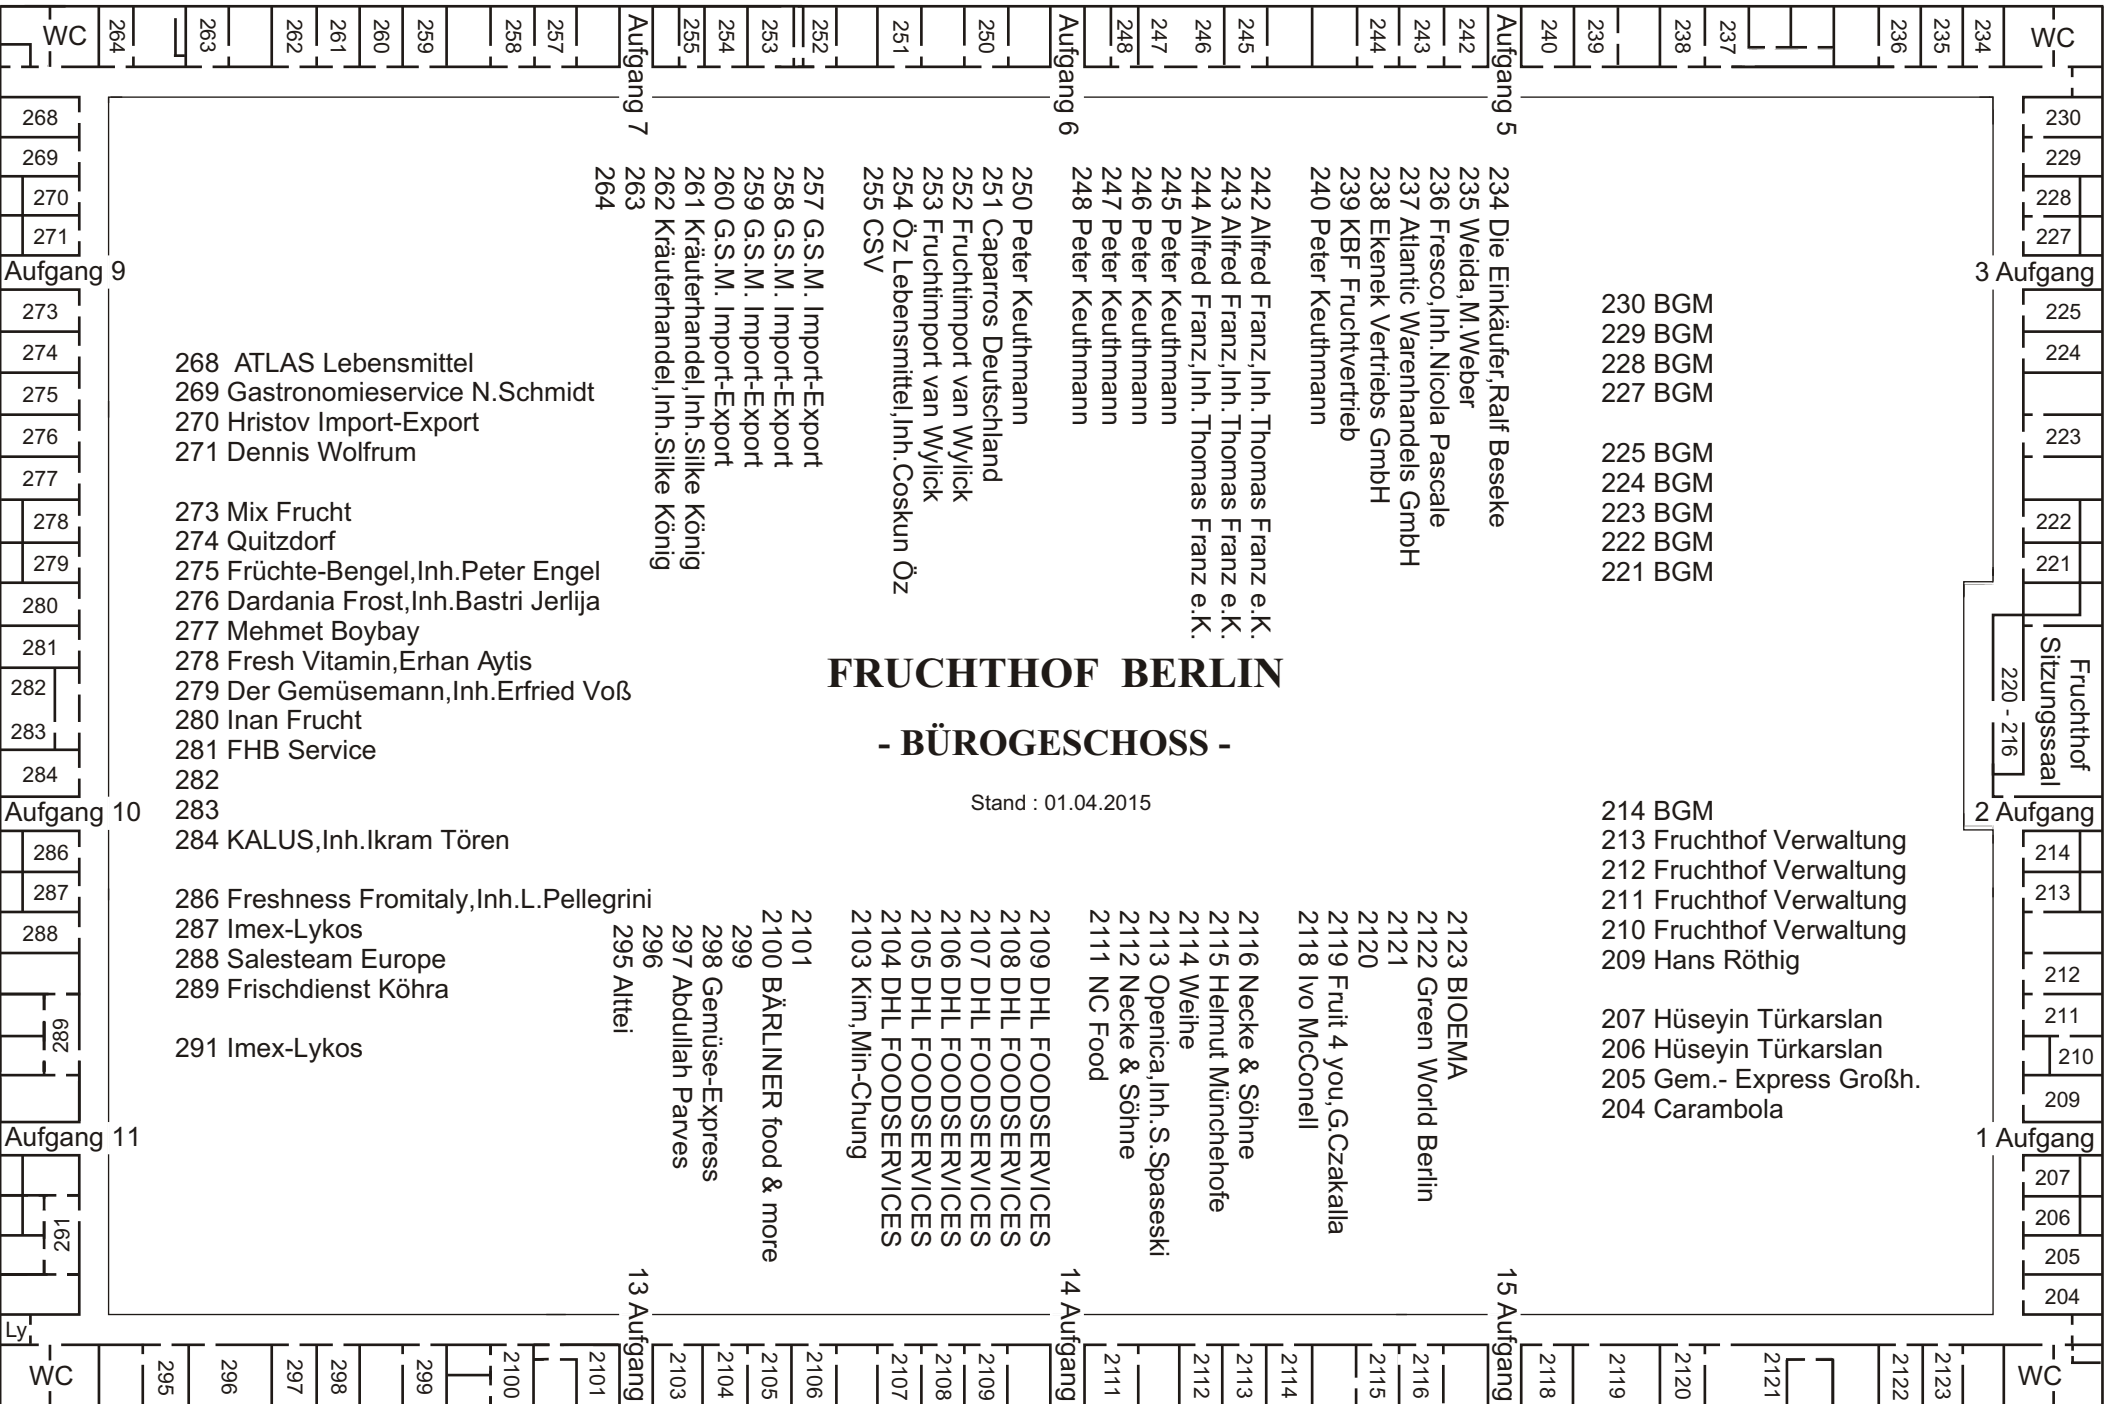 WC
264
263
262
261
260
259
258
257
Aufgang 7
255
254
253
252
251
250
Aufgang 6
248
247
246
245
244
243
242
Aufgang 5
240
239
238
237
236
235
234
WC
268
269
270
271
Aufgang 9
273
274
275
276
277
278
279
280
281
282
283
284
Aufgang 10
286
287
288
289
Aufgang 11
291
Ly
230
229
228
227
3 Aufgang
225
224
223
222
221
Fruchthof
Sitzungssaal
220 - 216
2 Aufgang
214
213
212
211
210
209
1 Aufgang
207
206
205
204
268 ATLAS Lebensmittel
269 Gastronomieservice N.Schmidt
270 Hristov Import-Export
271 Dennis Wolfrum
273 Mix Frucht
274 Quitzdorf
275 Früchte-Bengel,Inh.Peter Engel
276 Dardania Frost,Inh.Bastri Jerlija
277 Mehmet Boybay
278 Fresh Vitamin,Erhan Aytis
279 Der Gemüsemann,Inh.Erfried Voß
280 Inan Frucht
281 FHB Service
282
283
284 KALUS,Inh.Ikram Tören
286 Freshness Fromitaly,Inh.L.Pellegrini
287 Imex-Lykos
288 Salesteam Europe
289 Frischdienst Köhra
291 Imex-Lykos
257 G.S.M. Import-Export
258 G.S.M. Import-Export
259 G.S.M. Import-Export
260 G.S.M. Import-Export
261 Kräuterhandel,Inh.Silke König
262 Kräuterhandel,Inh.Silke König
263
264
250 Peter Keuthmann
251 Caparros Deutschland
252 Fruchtimport van Wylick
253 Fruchtimport van Wylick
254 Öz Lebensmittel,Inh.Coskun Öz
255 CSV
242 Alfred Franz,Inh.Thomas Franz e.K.
243 Alfred Franz,Inh.Thomas Franz e.K.
244 Alfred Franz,Inh.Thomas Franz e.K.
245 Peter Keuthmann
246 Peter Keuthmann
247 Peter Keuthmann
248 Peter Keuthmann
234 Die Einkäufer,Ralf Beseke
235 Weida,M.Weber
236 Fresco,Inh.Nicola Pascale
237 Atlantic Warenhandels GmbH
238 Ekenek Vertriebs GmbH
239 KBF Fruchtvertrieb
240 Peter Keuthmann
230 BGM
229 BGM
228 BGM
227 BGM
225 BGM
224 BGM
223 BGM
222 BGM
221 BGM
FRUCHTHOF BERLIN
- BÜROGESCHOSS -
Stand : 01.04.2015
214 BGM
213 Fruchthof Verwaltung
212 Fruchthof Verwaltung
211 Fruchthof Verwaltung
210 Fruchthof Verwaltung
209 Hans Röthig
207 Hüseyin Türkarslan
206 Hüseyin Türkarslan
205 Gem.- Express Großh.
204 Carambola
2101
2100 BÄRLINER food & more
299
298 Gemüse-Express
297 Abdullah Parves
296
295 Alttei
2109 DHL FOODSERVICES
2108 DHL FOODSERVICES
2107 DHL FOODSERVICES
2106 DHL FOODSERVICES
2105 DHL FOODSERVICES
2104 DHL FOODSERVICES
2103 Kim,Min-Chung
2116 Necke & Söhne
2115 Helmut Münchehofe
2114 Weihe
2113 Openica,Inh.S.Spaseski
2112 Necke & Söhne
2111 NC Food
2123 BIOEMA
2122 Green World Berlin
2121
2120
2119 Fruit 4 you,G.Czakalla
2118 Ivo McConell
WC
295
296
297
298
299
2100
2101
13 Aufgang
2103
2104
2105
2106
2107
2108
2109
14 Aufgang
2111
2112
2113
2114
2115
2116
15 Aufgang
2118
2119
2120
2121
2122
2123
WC